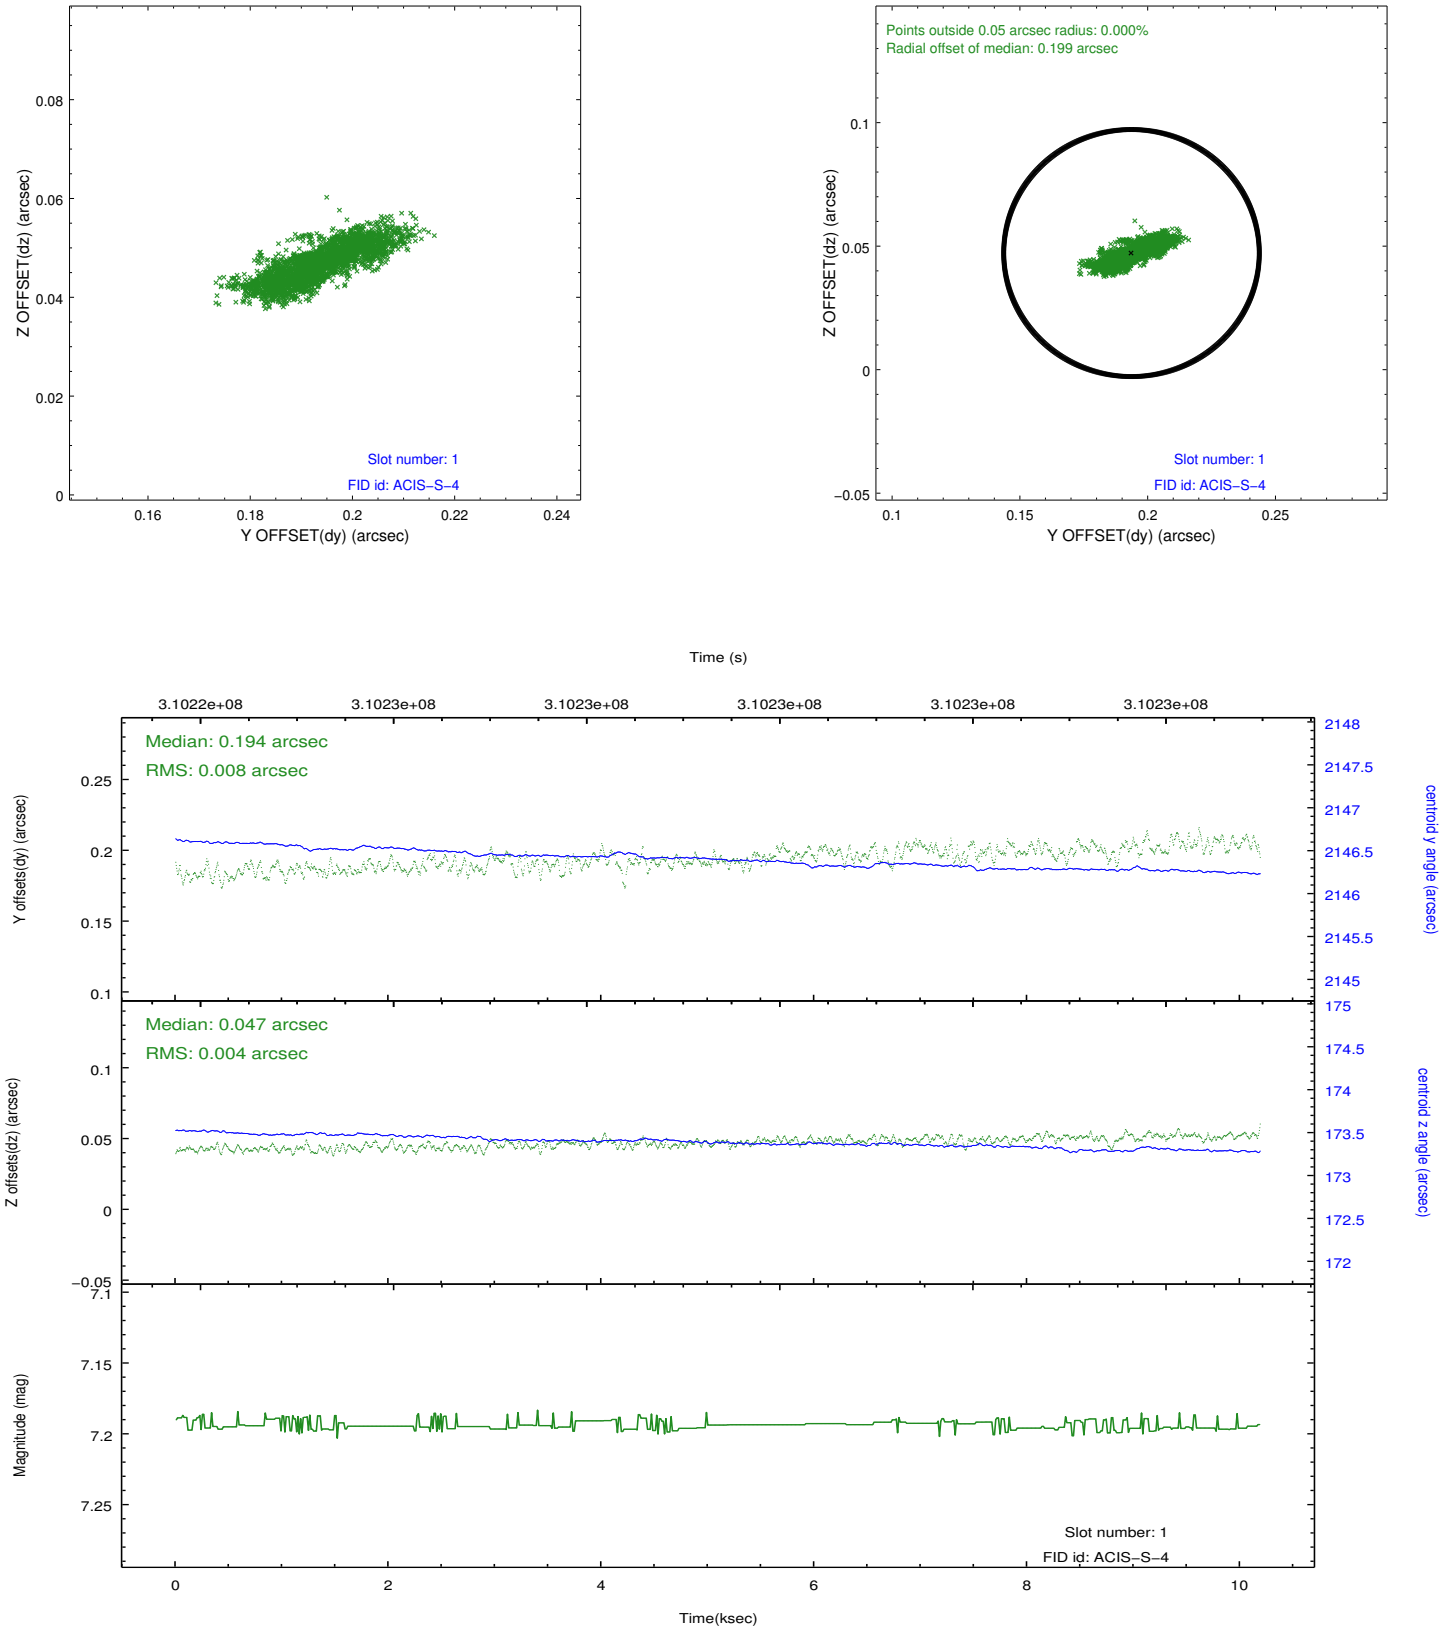 0.08
0.06
0.04
0.02
0
Z OFFSET(dz) (arcsec)
Slot number: 1
FID id: ACIS−S−4
0.16 0.18 0.2 0.22 0.24
Y OFFSET(dy) (arcsec)
Points outside 0.05 arcsec radius: 0.000%
Radial offset of median: 0.199 arcsec
0.1
0.05
0
−0.05
Z OFFSET(dz) (arcsec)
Slot number: 1
FID id: ACIS−S−4
0.1 0.15 0.2 0.25
Y OFFSET(dy) (arcsec)
Time (s)
3.1022e+08 3.1023e+08 3.1023e+08 3.1023e+08 3.1023e+08 3.1023e+08
Median: 0.194 arcsec
RMS: 0.008 arcsec
0.25
0.2
0.15
0.1
Y offsets(dy) (arcsec)
2148
2147.5
2147
2146.5
2146
2145.5
2145
centroid y angle (arcsec)
Median: 0.047 arcsec
RMS: 0.004 arcsec
0.1
0.05
0
−0.05
Z offsets(dz) (arcsec)
175
174.5
174
173.5
173
172.5
172
centroid z angle (arcsec)
7.1
7.15
7.2
7.25
Magnitude (mag)
Slot number: 1
FID id: ACIS−S−4
0 2 4 6 8 10
Time(ksec)